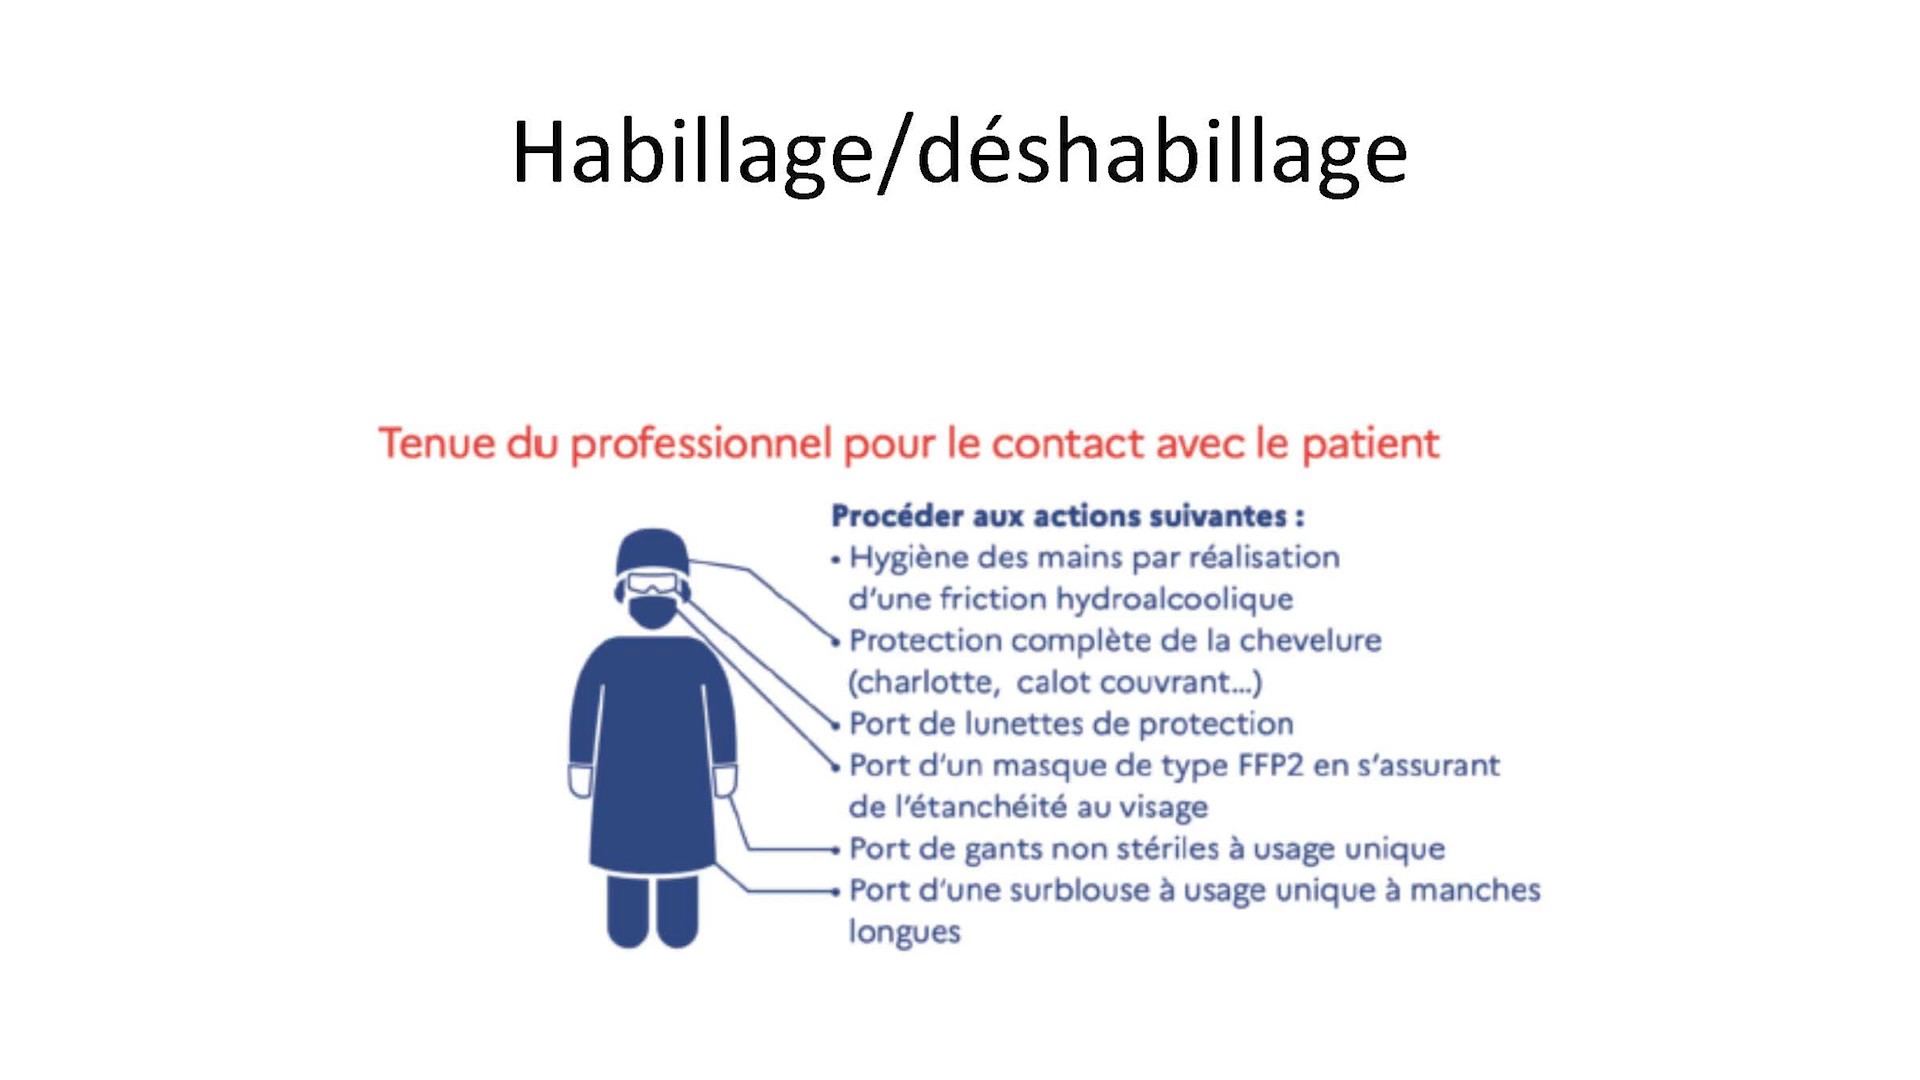 Habillage/déshabillage
Tenue du professionnel pour le contact avec le patient
Procéder aux actions suivantes :
• Hygiène des mains par réalisation
d'une friction hydroalcoolique
• Protection complète de la chevelure
(charlotte, calot couvrant...)
• Port de lunettes de protection
• Port d'un masque de type FFP2 en s'assurant
de l'étanchéité au visage
• Port de gants non stériles à usage unique
• Port d'une surblouse à usage unique à manches
longues